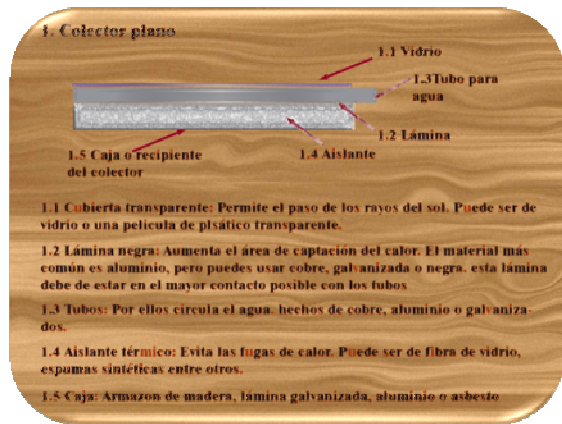 1. Colector plano
1.1 Vidrio
1.3Tubo para
agua
1.2 Lámina
1.5 Caja o recipiente
del colector
1.4 Aislante
1.1 Cubierta transparente: Permite el paso de los rayos del sol. Puede ser de
vidrio o una pelicula de plsático transparente.
1.2 Lámina negra: Aumenta el área de captación del calor. El material más
común es aluminio, pero puedes usar cobre, galvanizada o negra. esta lámina
debe de estar en el mayor contacto posible con los tubos
1.3 Tubos: Por ellos circula el agua. hechos de cobre, aluminio o galvaniza-
dos.
1.4 Aislante térmico: Evita las fugas de calor. Puede ser de fibra de vidrio,
espumas sintéticas entre otros.
1.5 Caja: Armazon de madera, lámina galvanizada, aluminio o asbesto